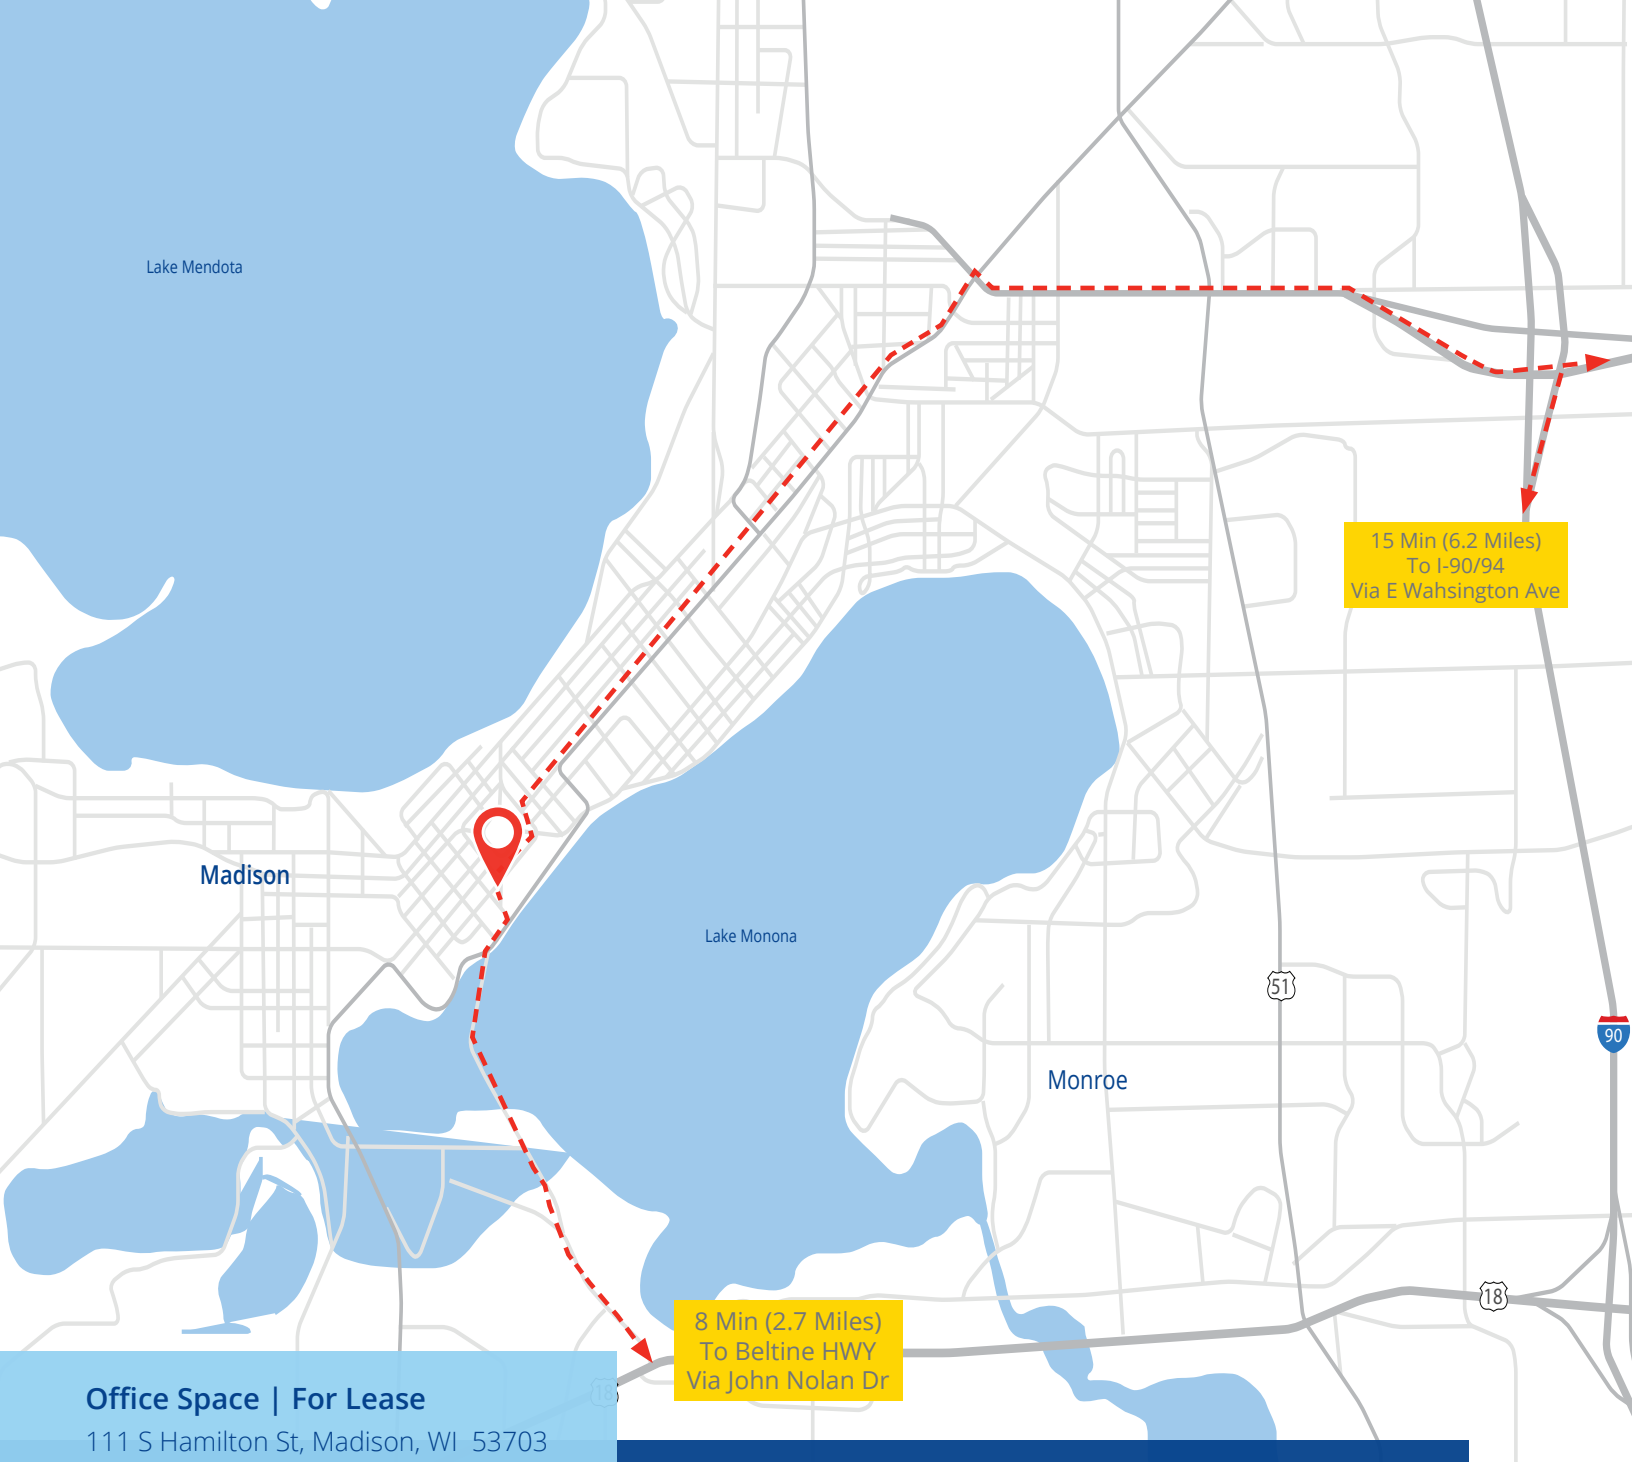 Lake Mendota
15 Min (6.2 Miles)
To I-90/94
Via E Wahsington Ave
Madison
Lake Monona
51
90
Monroe
18
8 Min (2.7 Miles)
To Beltine HWY
Via John Nolan Dr
18
Office Space | For Lease
111 S Hamilton St, Madison, WI 53703